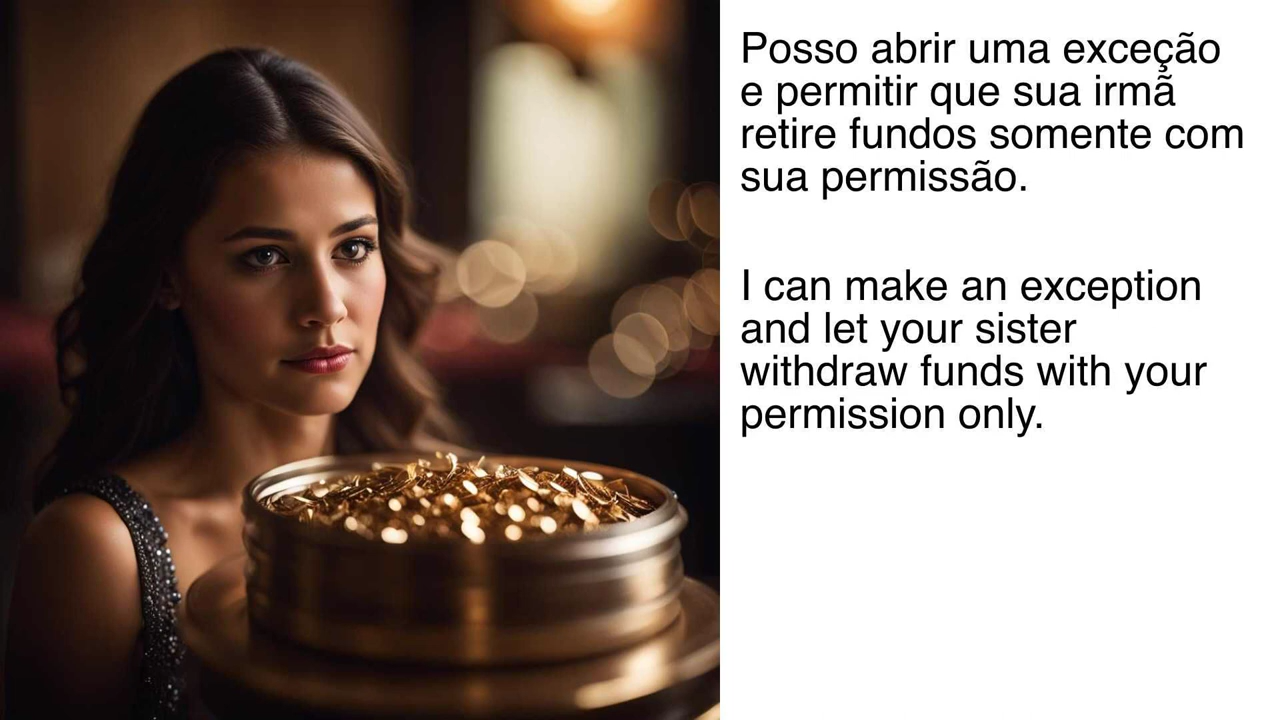 Posso abrir uma exceção
e permitir que sua irmã
retire fundos somente com
sua permissão.
I can make an exception
and let your sister
withdraw funds with your
permission only.